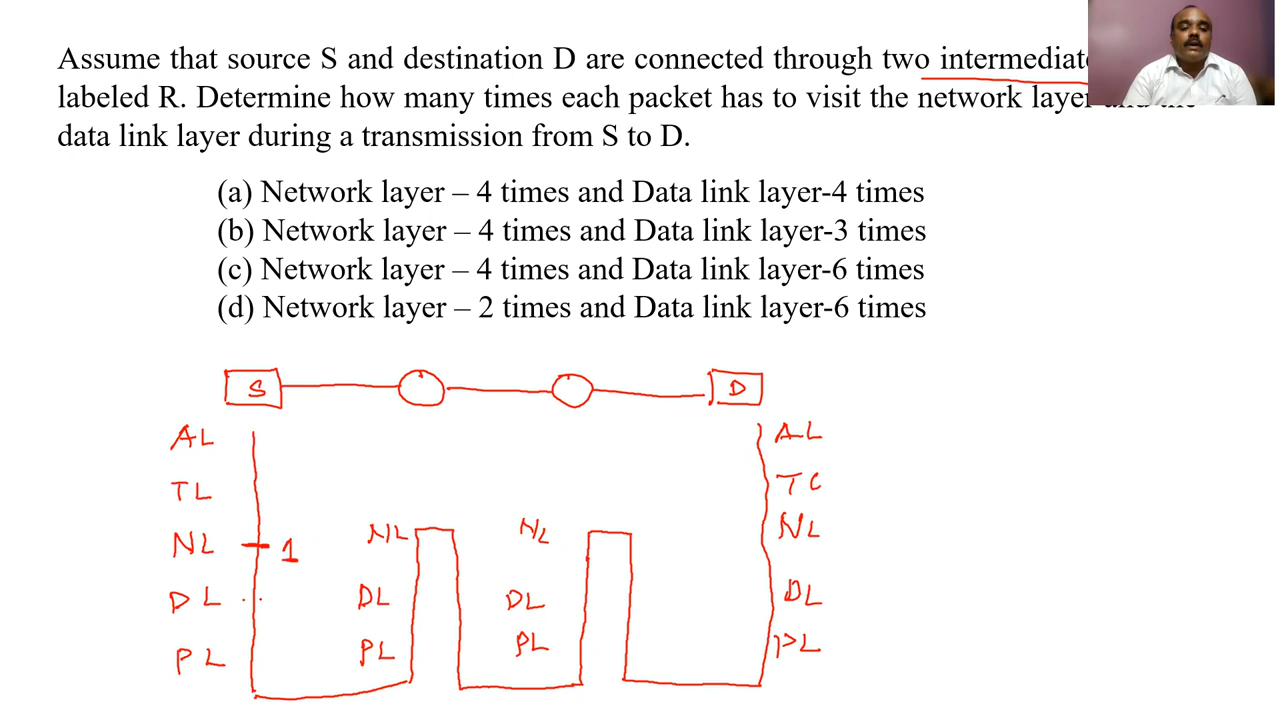 Assume that source S and destination D are connected through two intermediate
labeled R. Determine how many times each packet has to visit the network layer and the
data link layer during a transmission from S to D.
(a) Network layer – 4 times and Data link layer-4 times
(b) Network layer – 4 times and Data link layer-3 times
(c) Network layer – 4 times and Data link layer-6 times
(d) Network layer – 2 times and Data link layer-6 times
S D
AL AL
TL TC
NL 1 NL NL NL
DL DL DL DL
PL PL PL PL